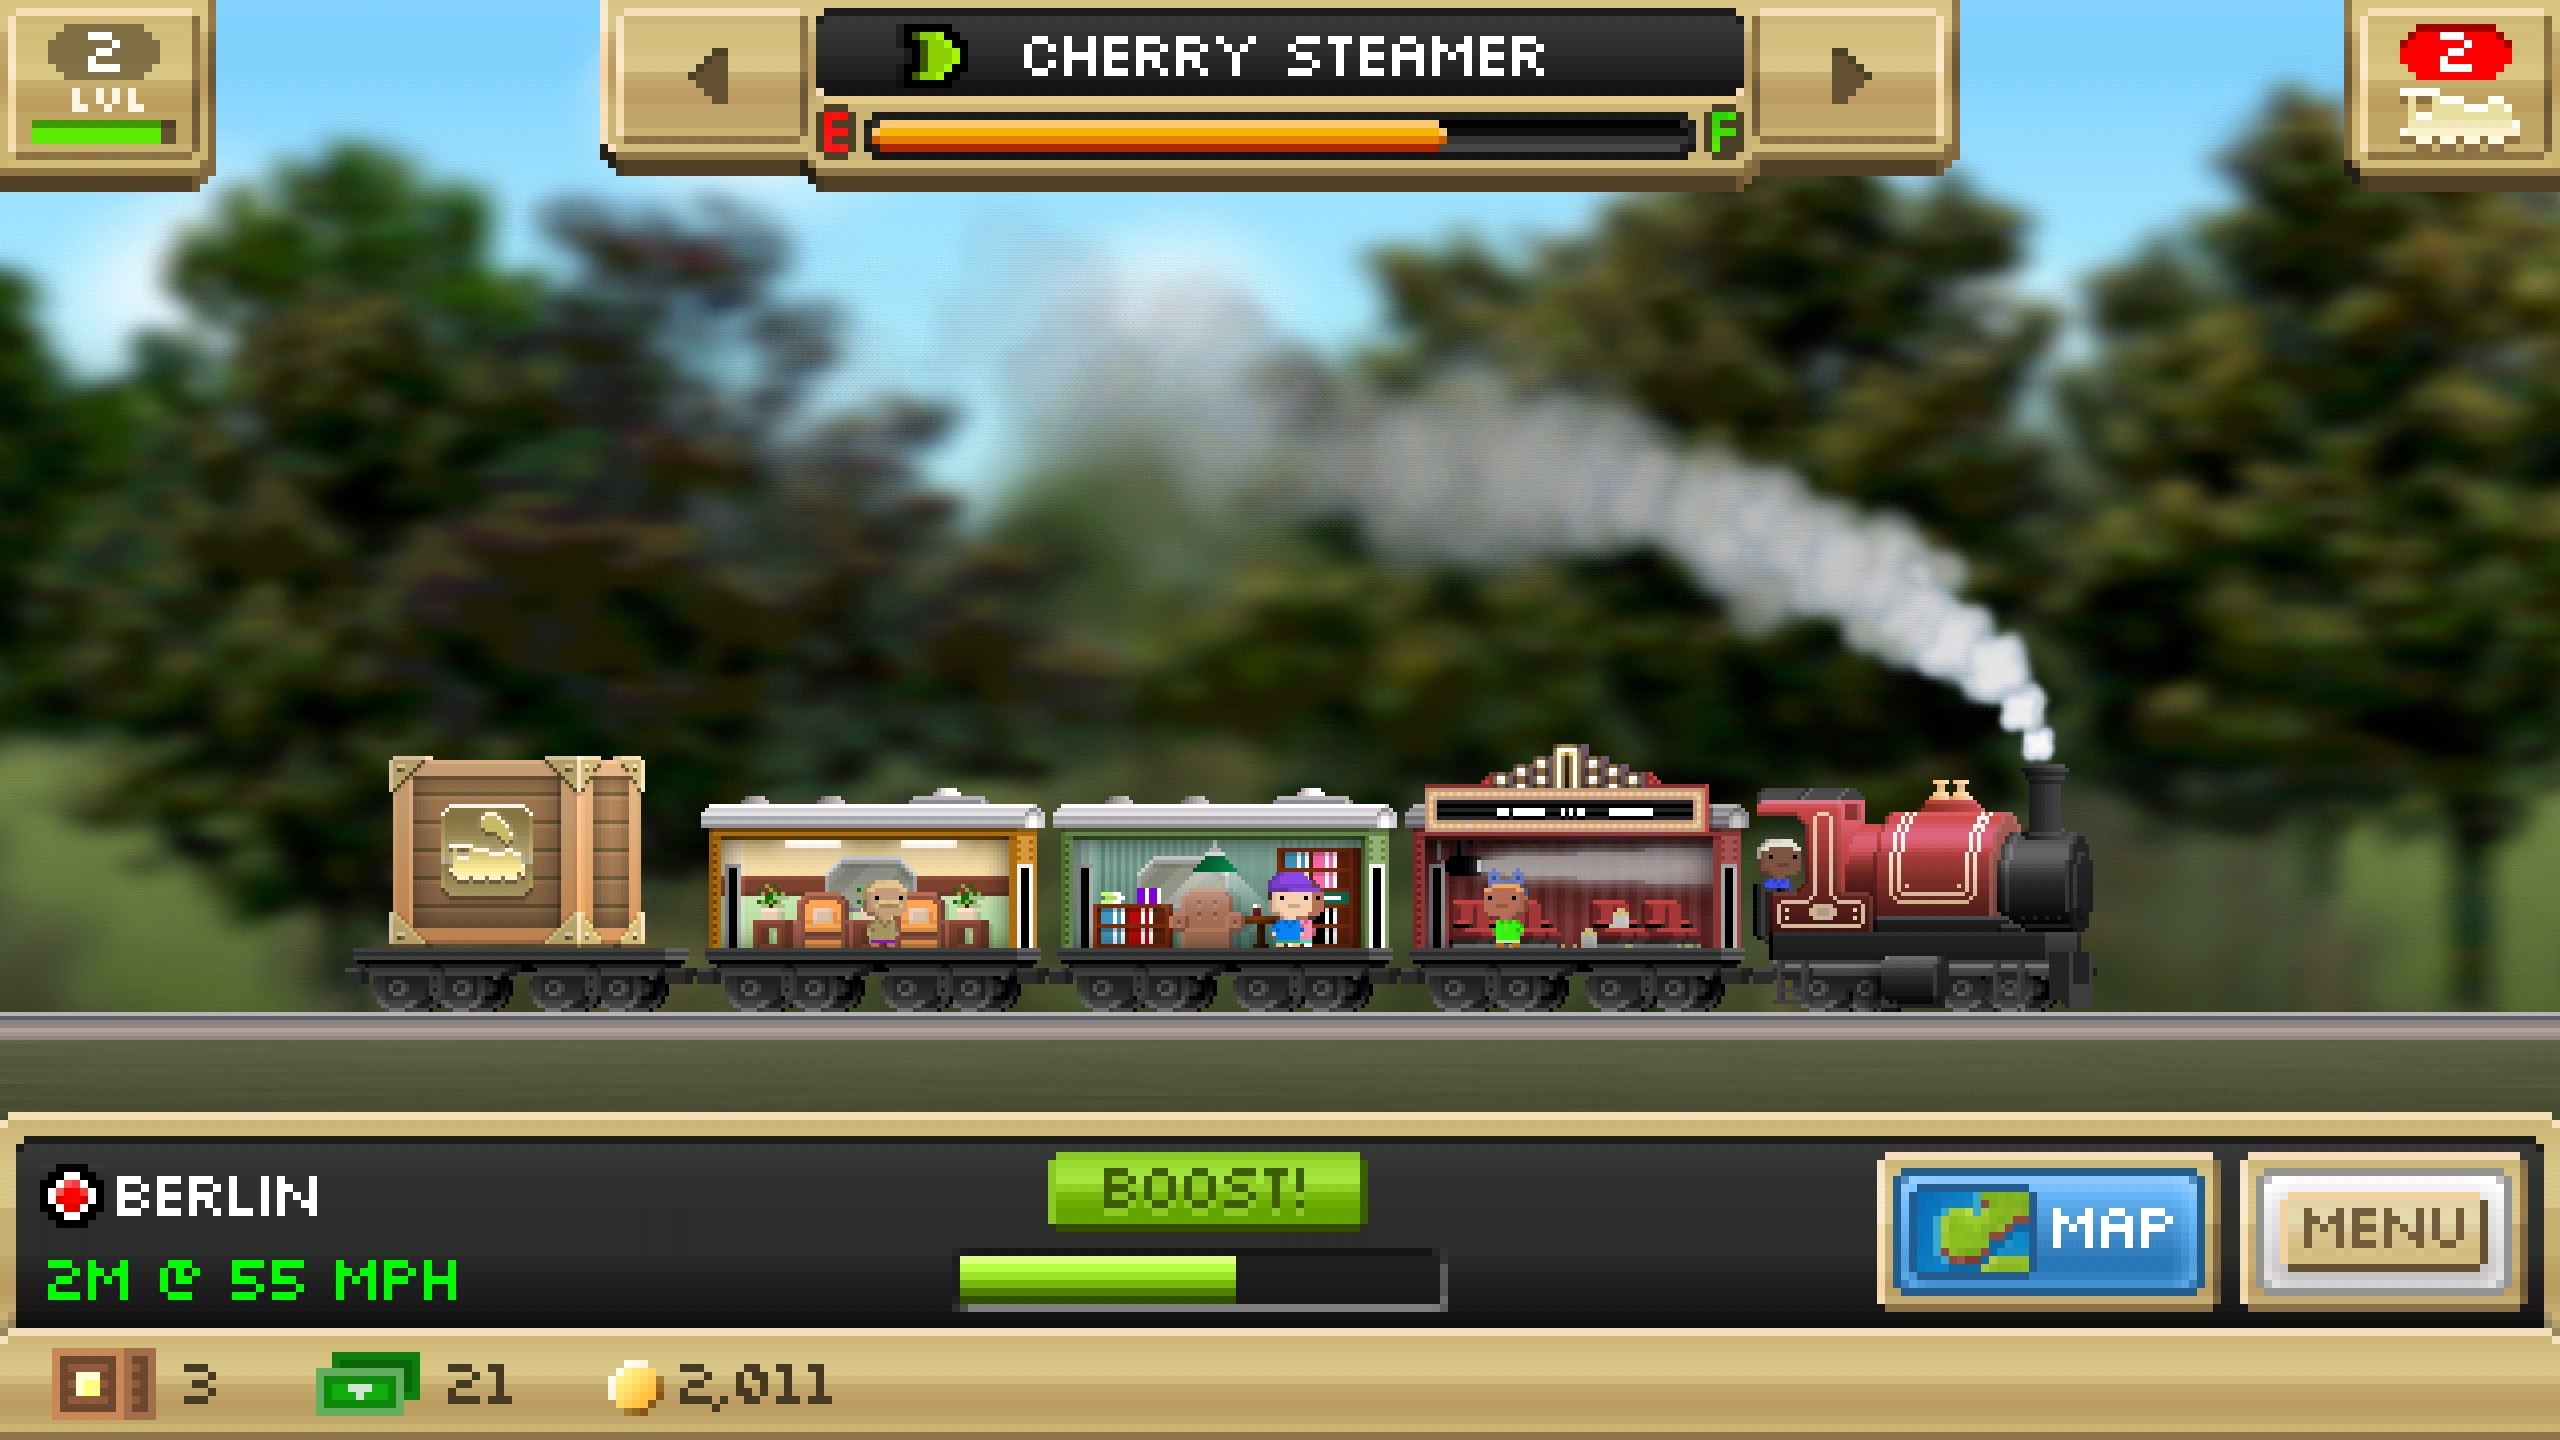 2
LVL
CHERRY STEAMER
E
F
2
BERLIN
2M @ 55 MPH
BOOST!
MAP
MENU
3
21
2,011